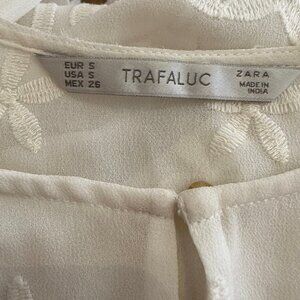 EUR S
USA S
MEX 26
TRAFALUC
ZARA
MADE IN
INDIA